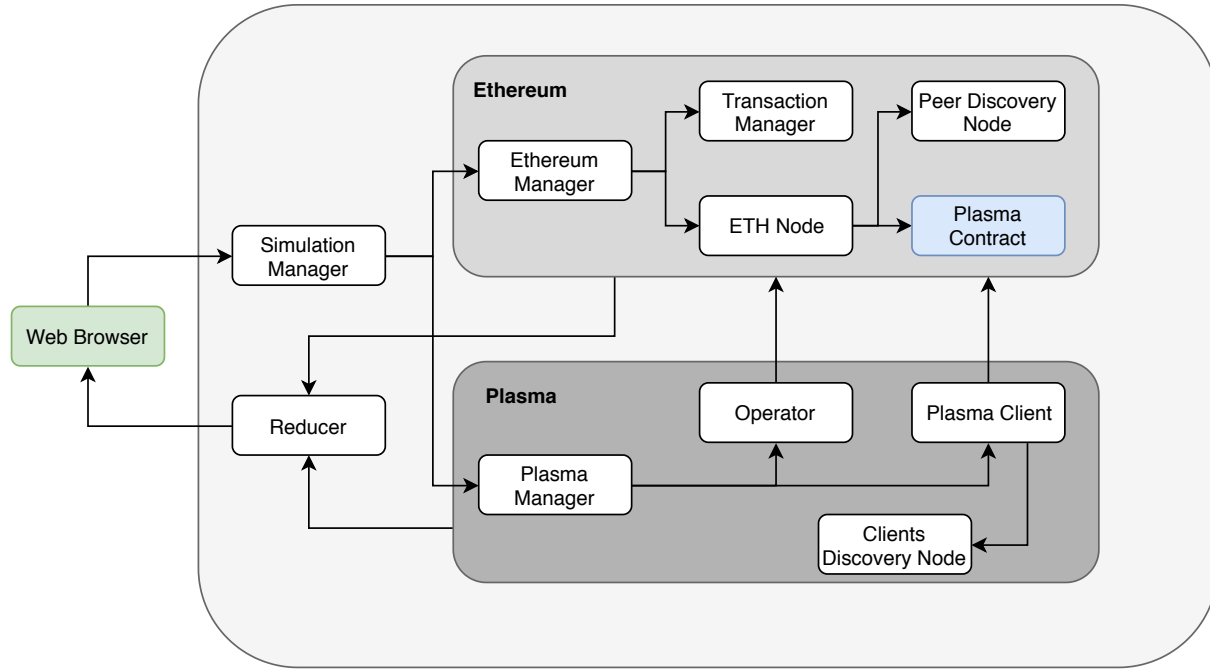 Ethereum
Transaction
Manager
Peer Discovery
Node
Ethereum
Manager
ETH Node
Plasma
Contract
Simulation
Manager
Web Browser
Reducer
Plasma
Operator
Plasma Client
Plasma
Manager
Clients
Discovery Node